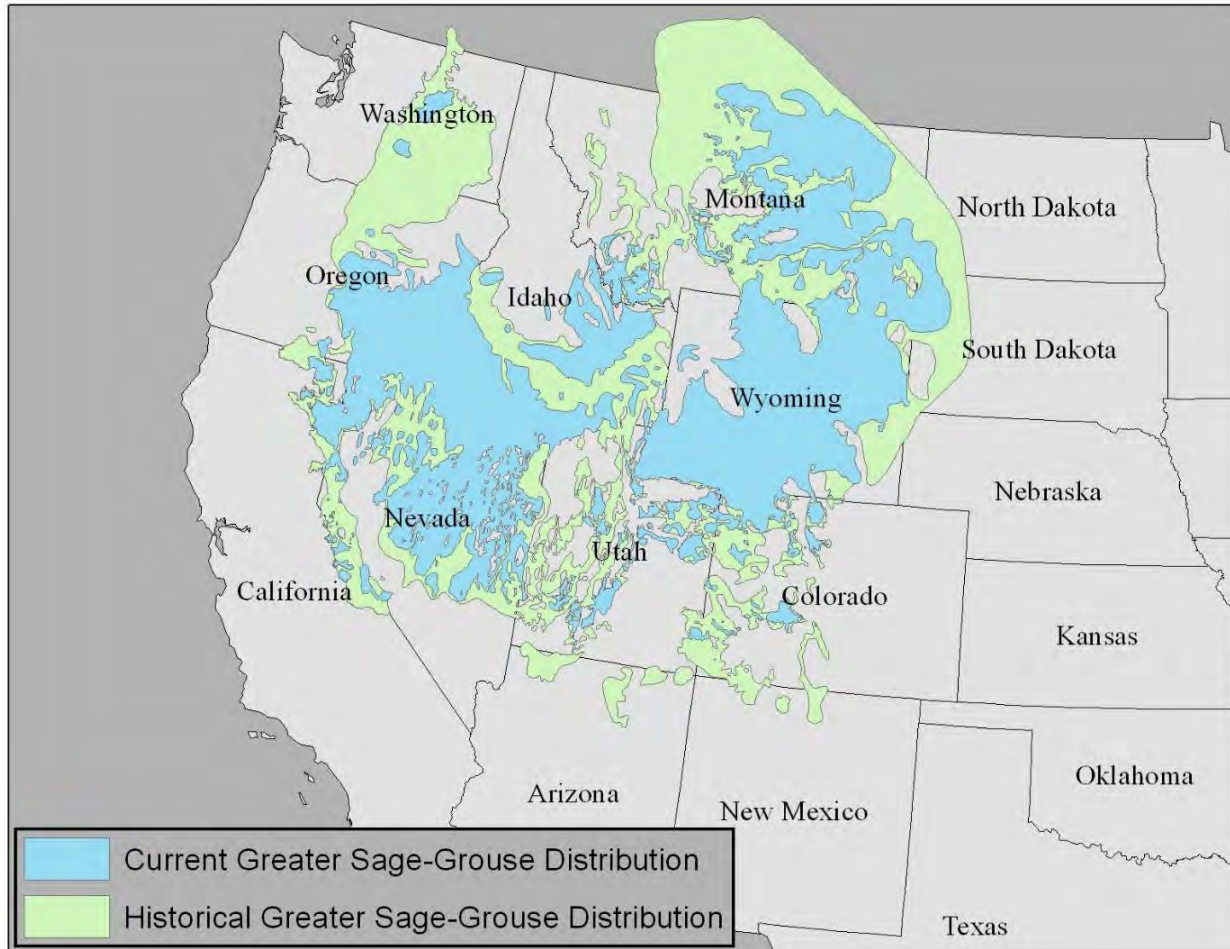 Washington
Montana
North Dakota
Oregon
Idaho
South Dakota
Wyoming
Nebraska
Nevada
Utah
California
Colorado
Kansas
Arizona
New Mexico
Oklahoma
Texas
Current Greater Sage-Grouse Distribution
Historical Greater Sage-Grouse Distribution